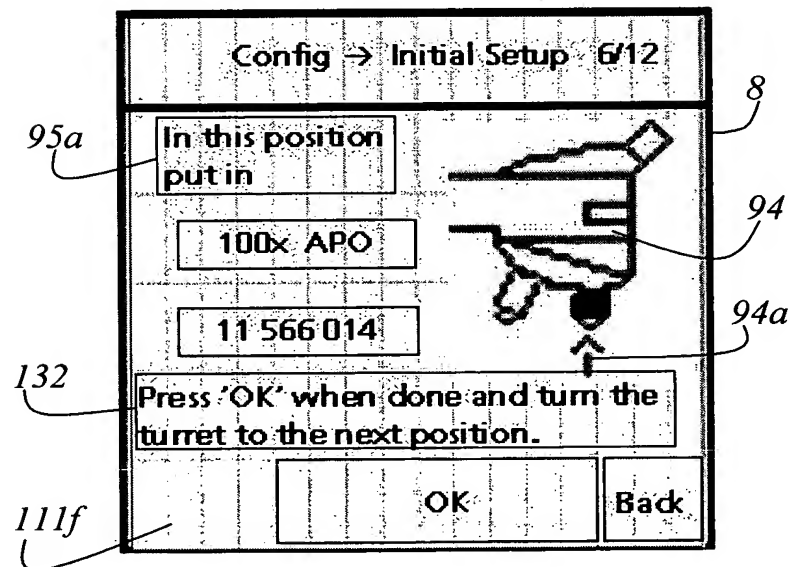 Config → Initial Setup 6/12
8
95a
In this position
put in
94
100x APO
11 566 014
94a
132
Press 'OK' when done and turn the
turret to the next position.
111f
OK
Back